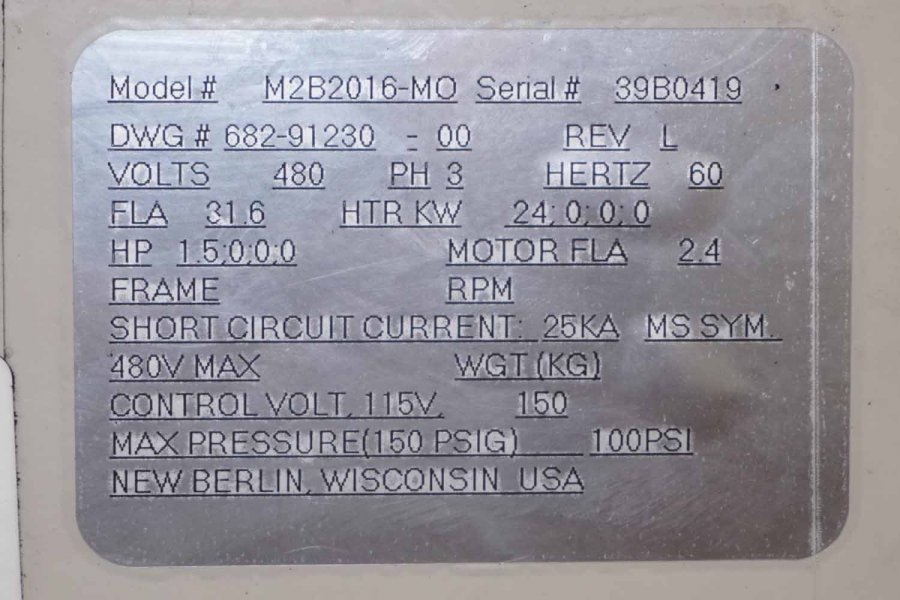 Model # M2B2016-MO Serial # 39B0419
DWG # 682-91230 - 00 REV L
VOLTS 480 PH 3 HERTZ 60
FLA 31.6 HTR KW 24; 0; 0; 0
HP 1.5;0;0;0 MOTOR FLA 2.4
FRAME RPM
SHORT CIRCUIT CURRENT: 25KA MS SYM.
480V MAX WGT (KG)
CONTROL VOLT, 115V, 150
MAX PRESSURE(150 PSIG) 100PSI
NEW BERLIN, WISCONSIN USA